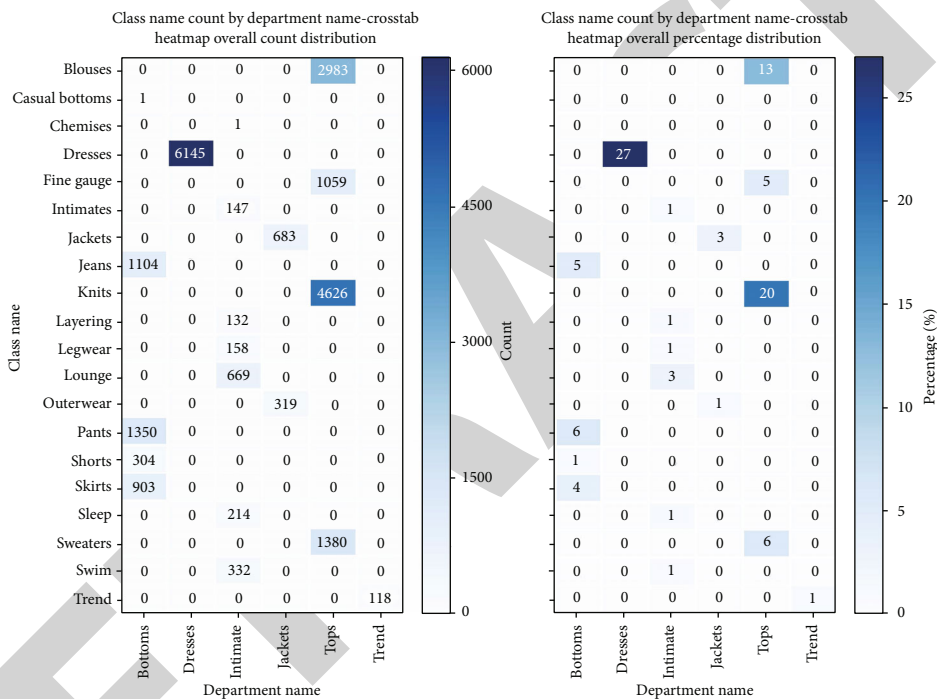 Class name count by department name-crosstab
heatmap overall count distribution
Blouses 0 0 0 0 2983 0
Casual bottoms 1 0 0 0 0 0
Chemises 0 0 1 0 0 0
Dresses 0 6145 0 0 0 0
Fine gauge 0 0 0 0 1059 0
Intimates 0 0 147 0 0 0
Jackets 0 0 0 683 0 0
Jeans 1104 0 0 0 0 0
Knits 0 0 0 0 4626 0
Layering 0 0 132 0 0 0
Legwear 0 0 158 0 0 0
Lounge 0 0 669 0 0 0
Outerwear 0 0 0 319 0 0
Pants 1350 0 0 0 0 0
Shorts 304 0 0 0 0 0
Skirts 903 0 0 0 0 0
Sleep 0 0 214 0 0 0
Sweaters 0 0 0 0 1380 0
Swim 0 0 332 0 0 0
Trend 0 0 0 0 0 118
Class name
Bottoms Dresses Intimate Jackets Tops Trend
Department name
6000
4500
3000
1500
0
Count
Class name count by department name-crosstab
heatmap overall percentage distribution
0 0 0 0 13 0
0 0 0 0 0 0
0 0 0 0 0 0
0 27 0 0 0 0
0 0 0 0 5 0
0 0 1 0 0 0
0 0 0 3 0 0
5 0 0 0 0 0
0 0 0 0 20 0
0 0 1 0 0 0
0 0 1 0 0 0
0 0 3 0 0 0
0 0 0 1 0 0
6 0 0 0 0 0
1 0 0 0 0 0
4 0 0 0 0 0
0 0 1 0 0 0
0 0 0 0 6 0
0 0 1 0 0 0
0 0 0 0 0 1
Bottoms Dresses Intimate Jackets Tops Trend
Department name
25
20
15
10
5
0
Percentage (%)